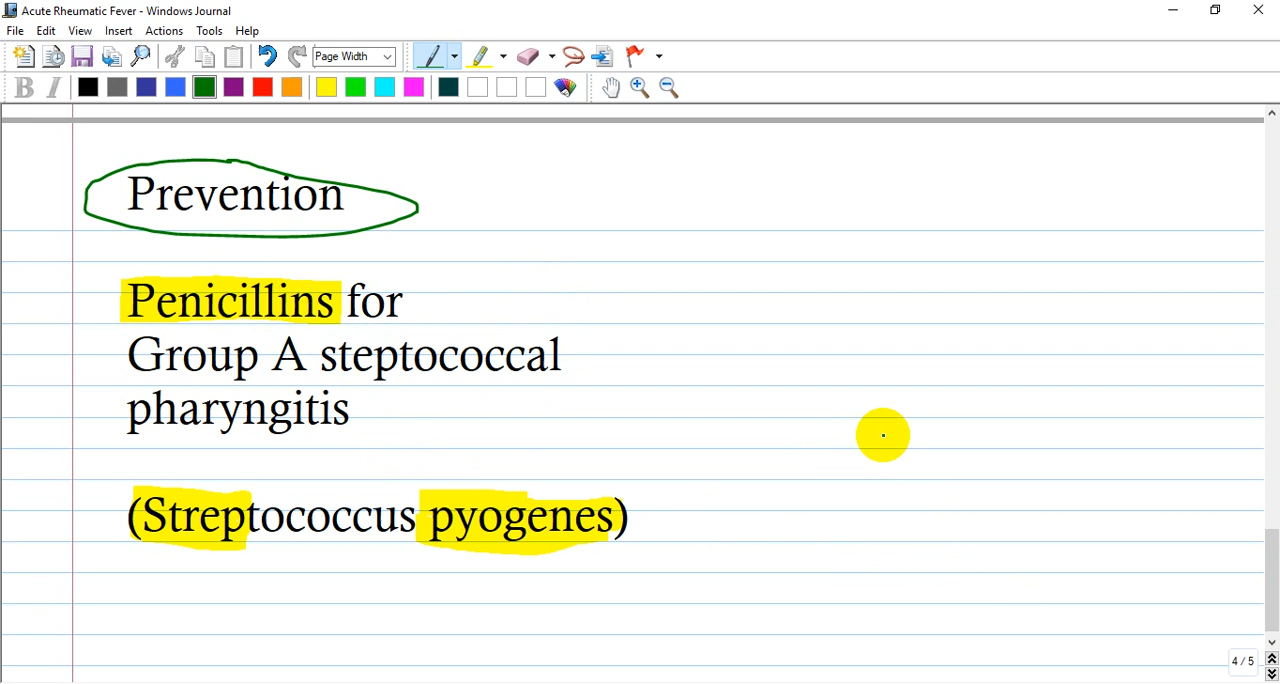 Acute Rheumatic Fever - Windows Journal
File Edit View Insert Actions Tools Help
Page Width
B I
Prevention
Penicillins for
Group A steptococcal
pharyngitis
(Streptococcus pyogenes)
4 / 5